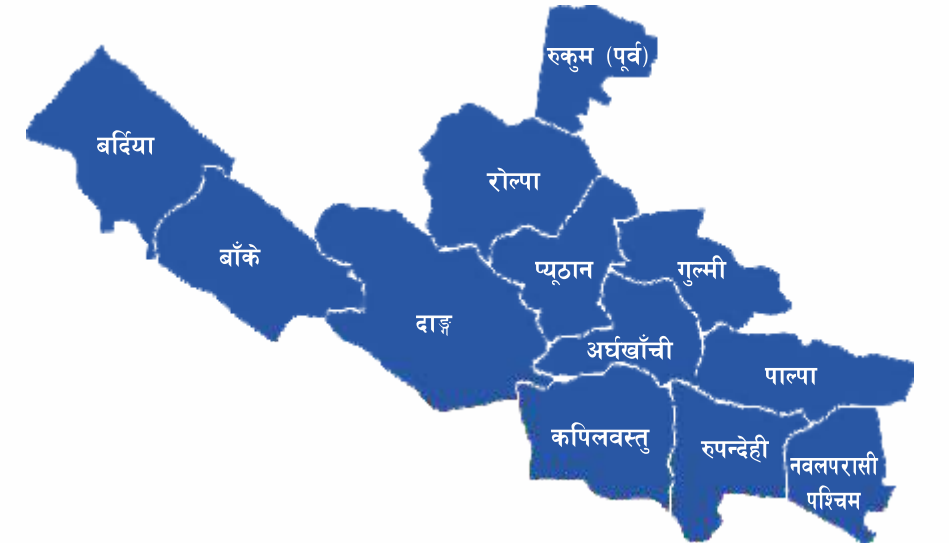 रुकुम (पूर्व)
बर्दिया
रोल्पा
बाँके
प्यूठान
गुल्मी
दाङ्ग
अर्घखाँची
पाल्पा
कपिलवस्तु
रुपन्देही
नवलपरासी
पश्चिम